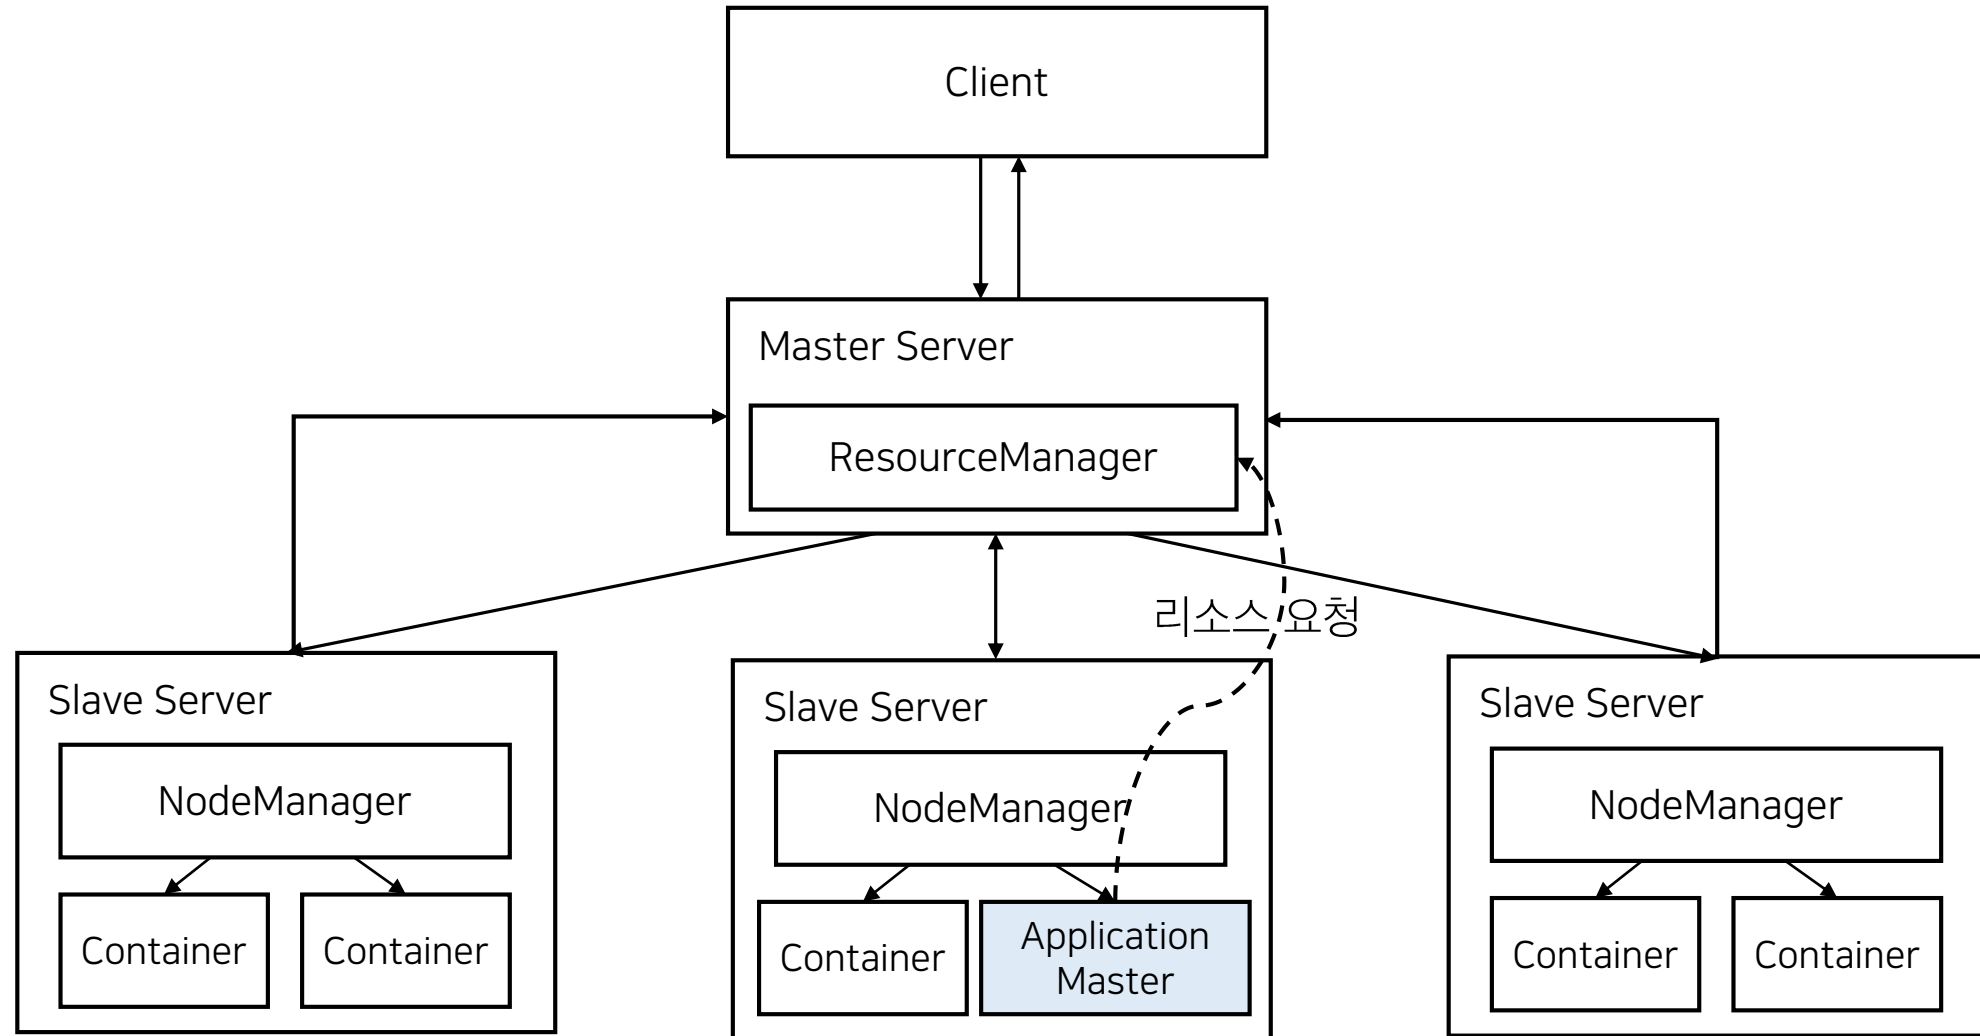 Client
Master Server
ResourceManager
리소스 요청
Slave Server
NodeManager
Container
Container
Slave Server
NodeManager
Container
Application
Master
Slave Server
NodeManager
Container
Container